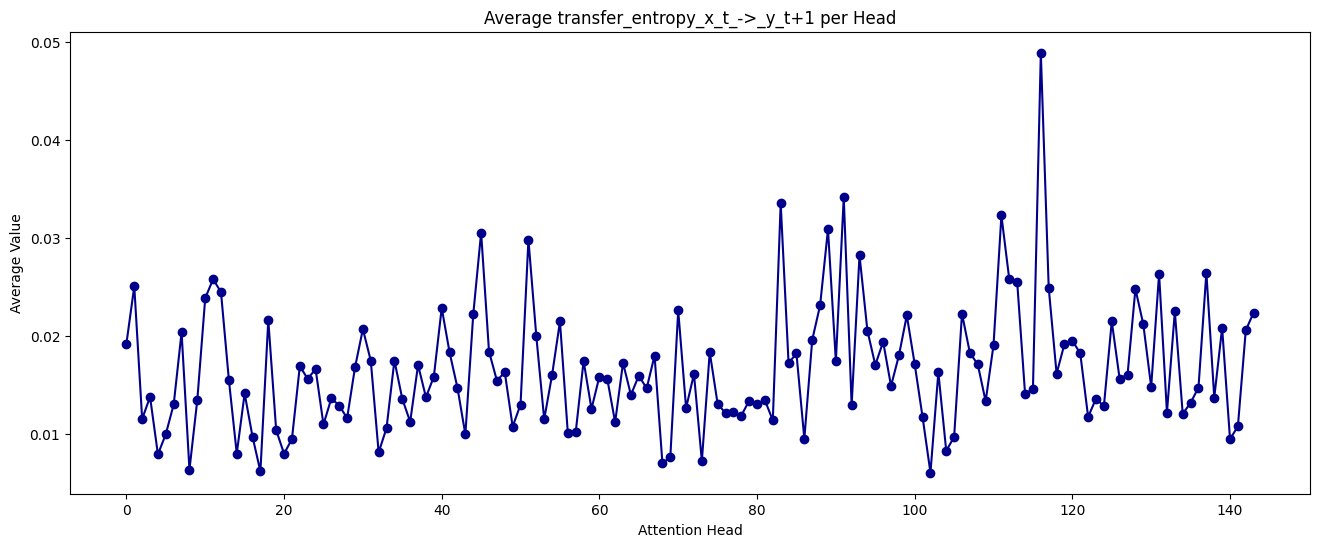 Average transfer_entropy_x_t_->_y_t+1 per Head
0.05
0.04
0.03
0.02
0.01
Average Value
0 20 40 60 80 100 120 140
Attention Head